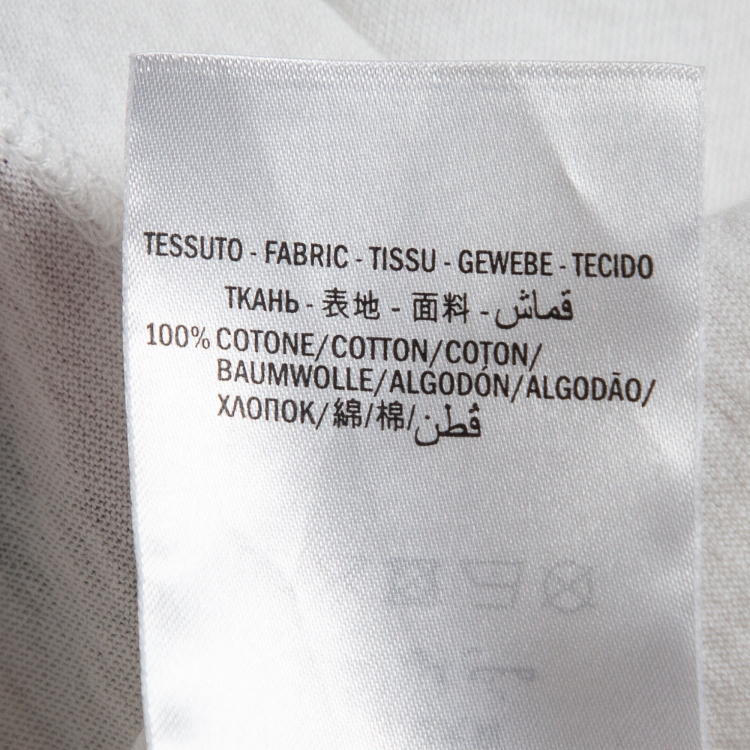 TESSUTO - FABRIC - TISSU - GEWEBE - TECIDO
ТКАНЬ - 表地 - 面料 - قماش
100% COTONE/COTTON/COTON/
BAUMWOLLE/ALGODÓN/ALGODÃO/
ХЛОПОК/綿/棉/قطن